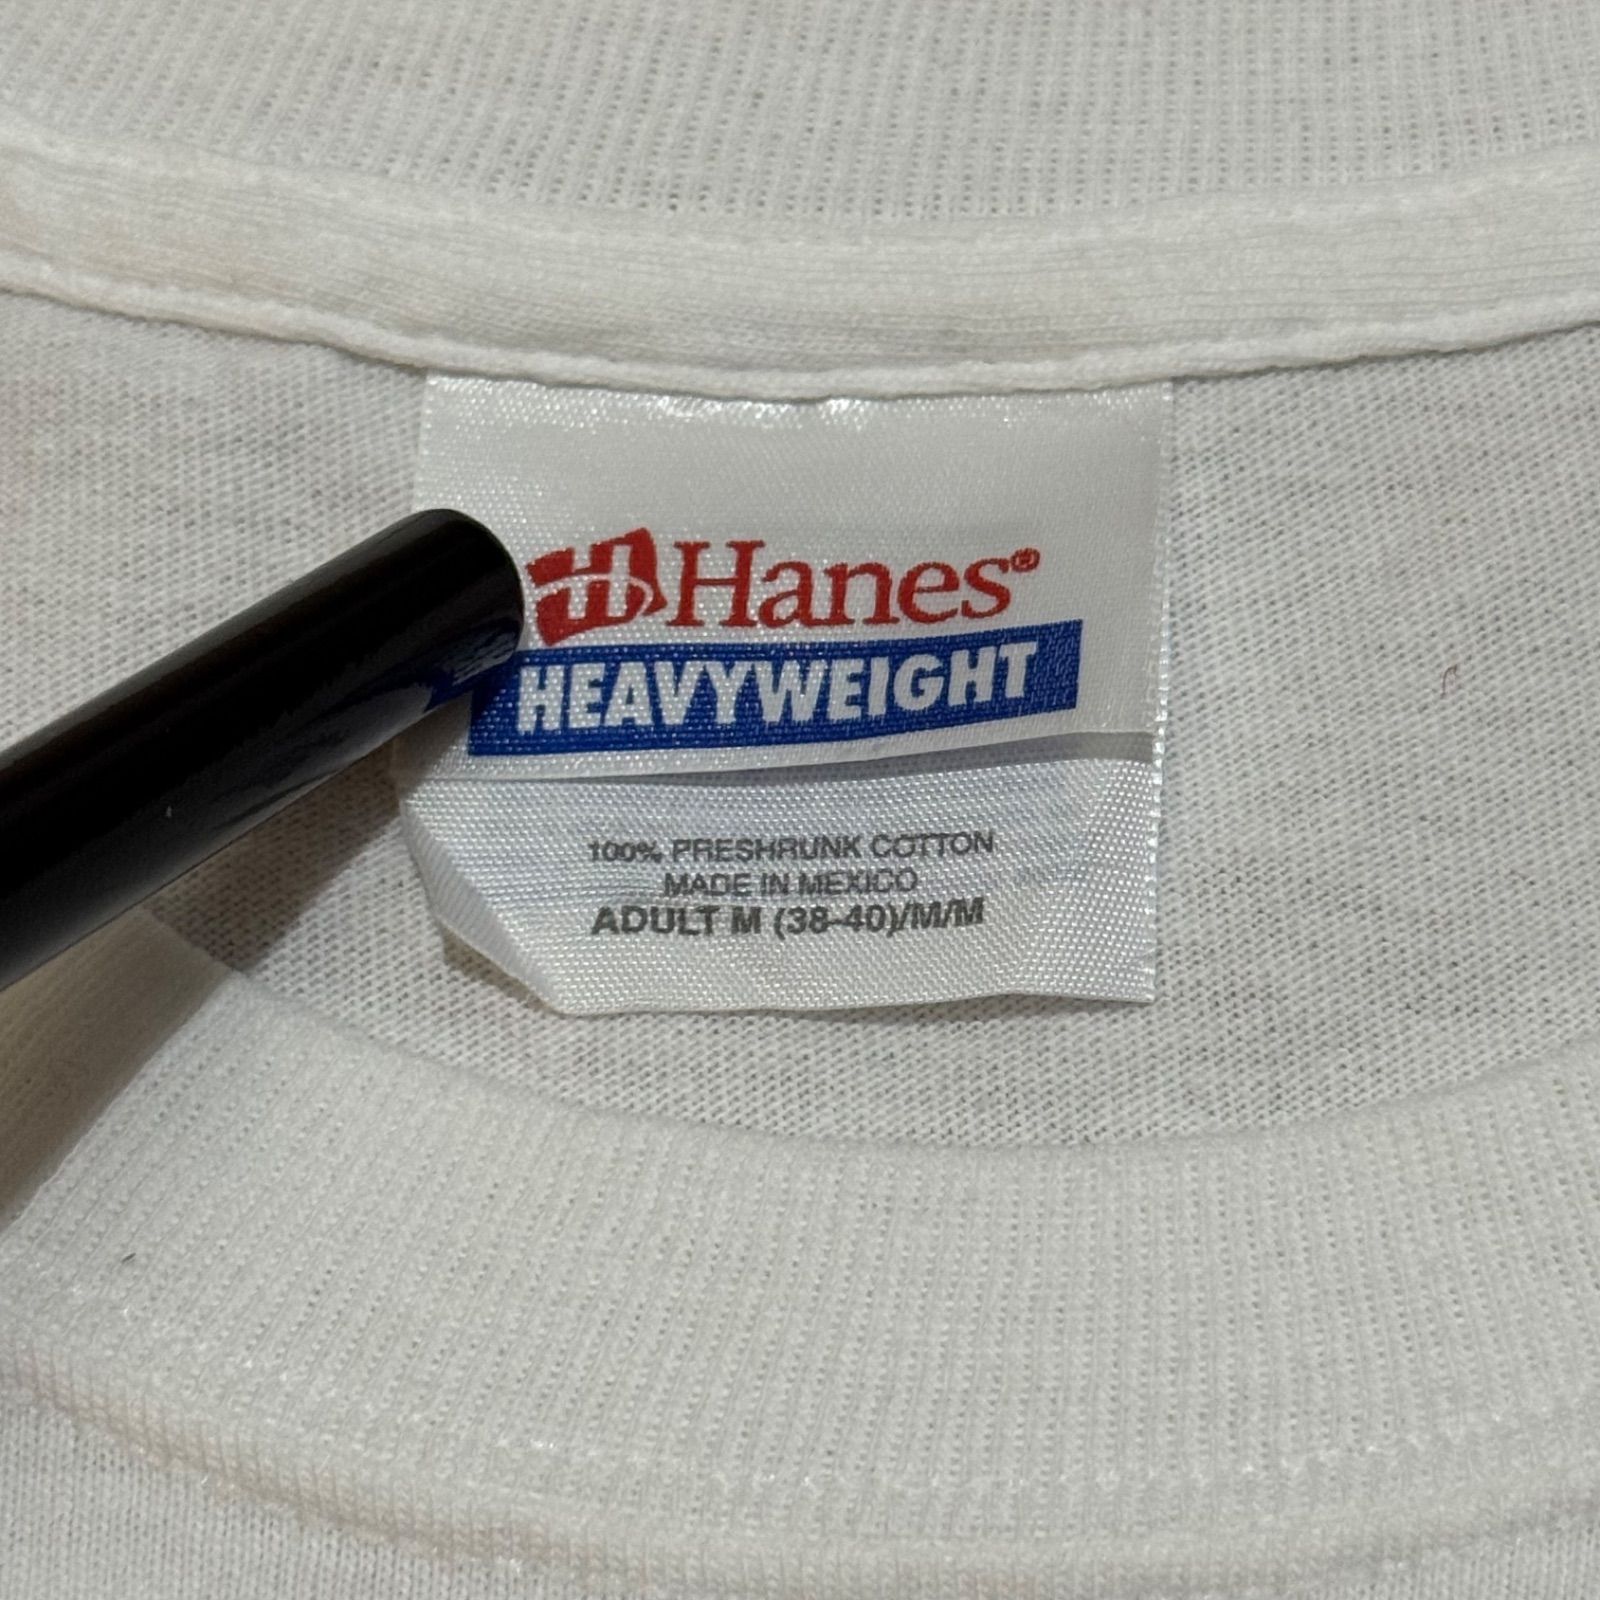 H Hanes®
HEAVYWEIGHT
100% PRESHRUNK COTTON
MADE IN MEXICO
ADULT M (38-40)/M/M